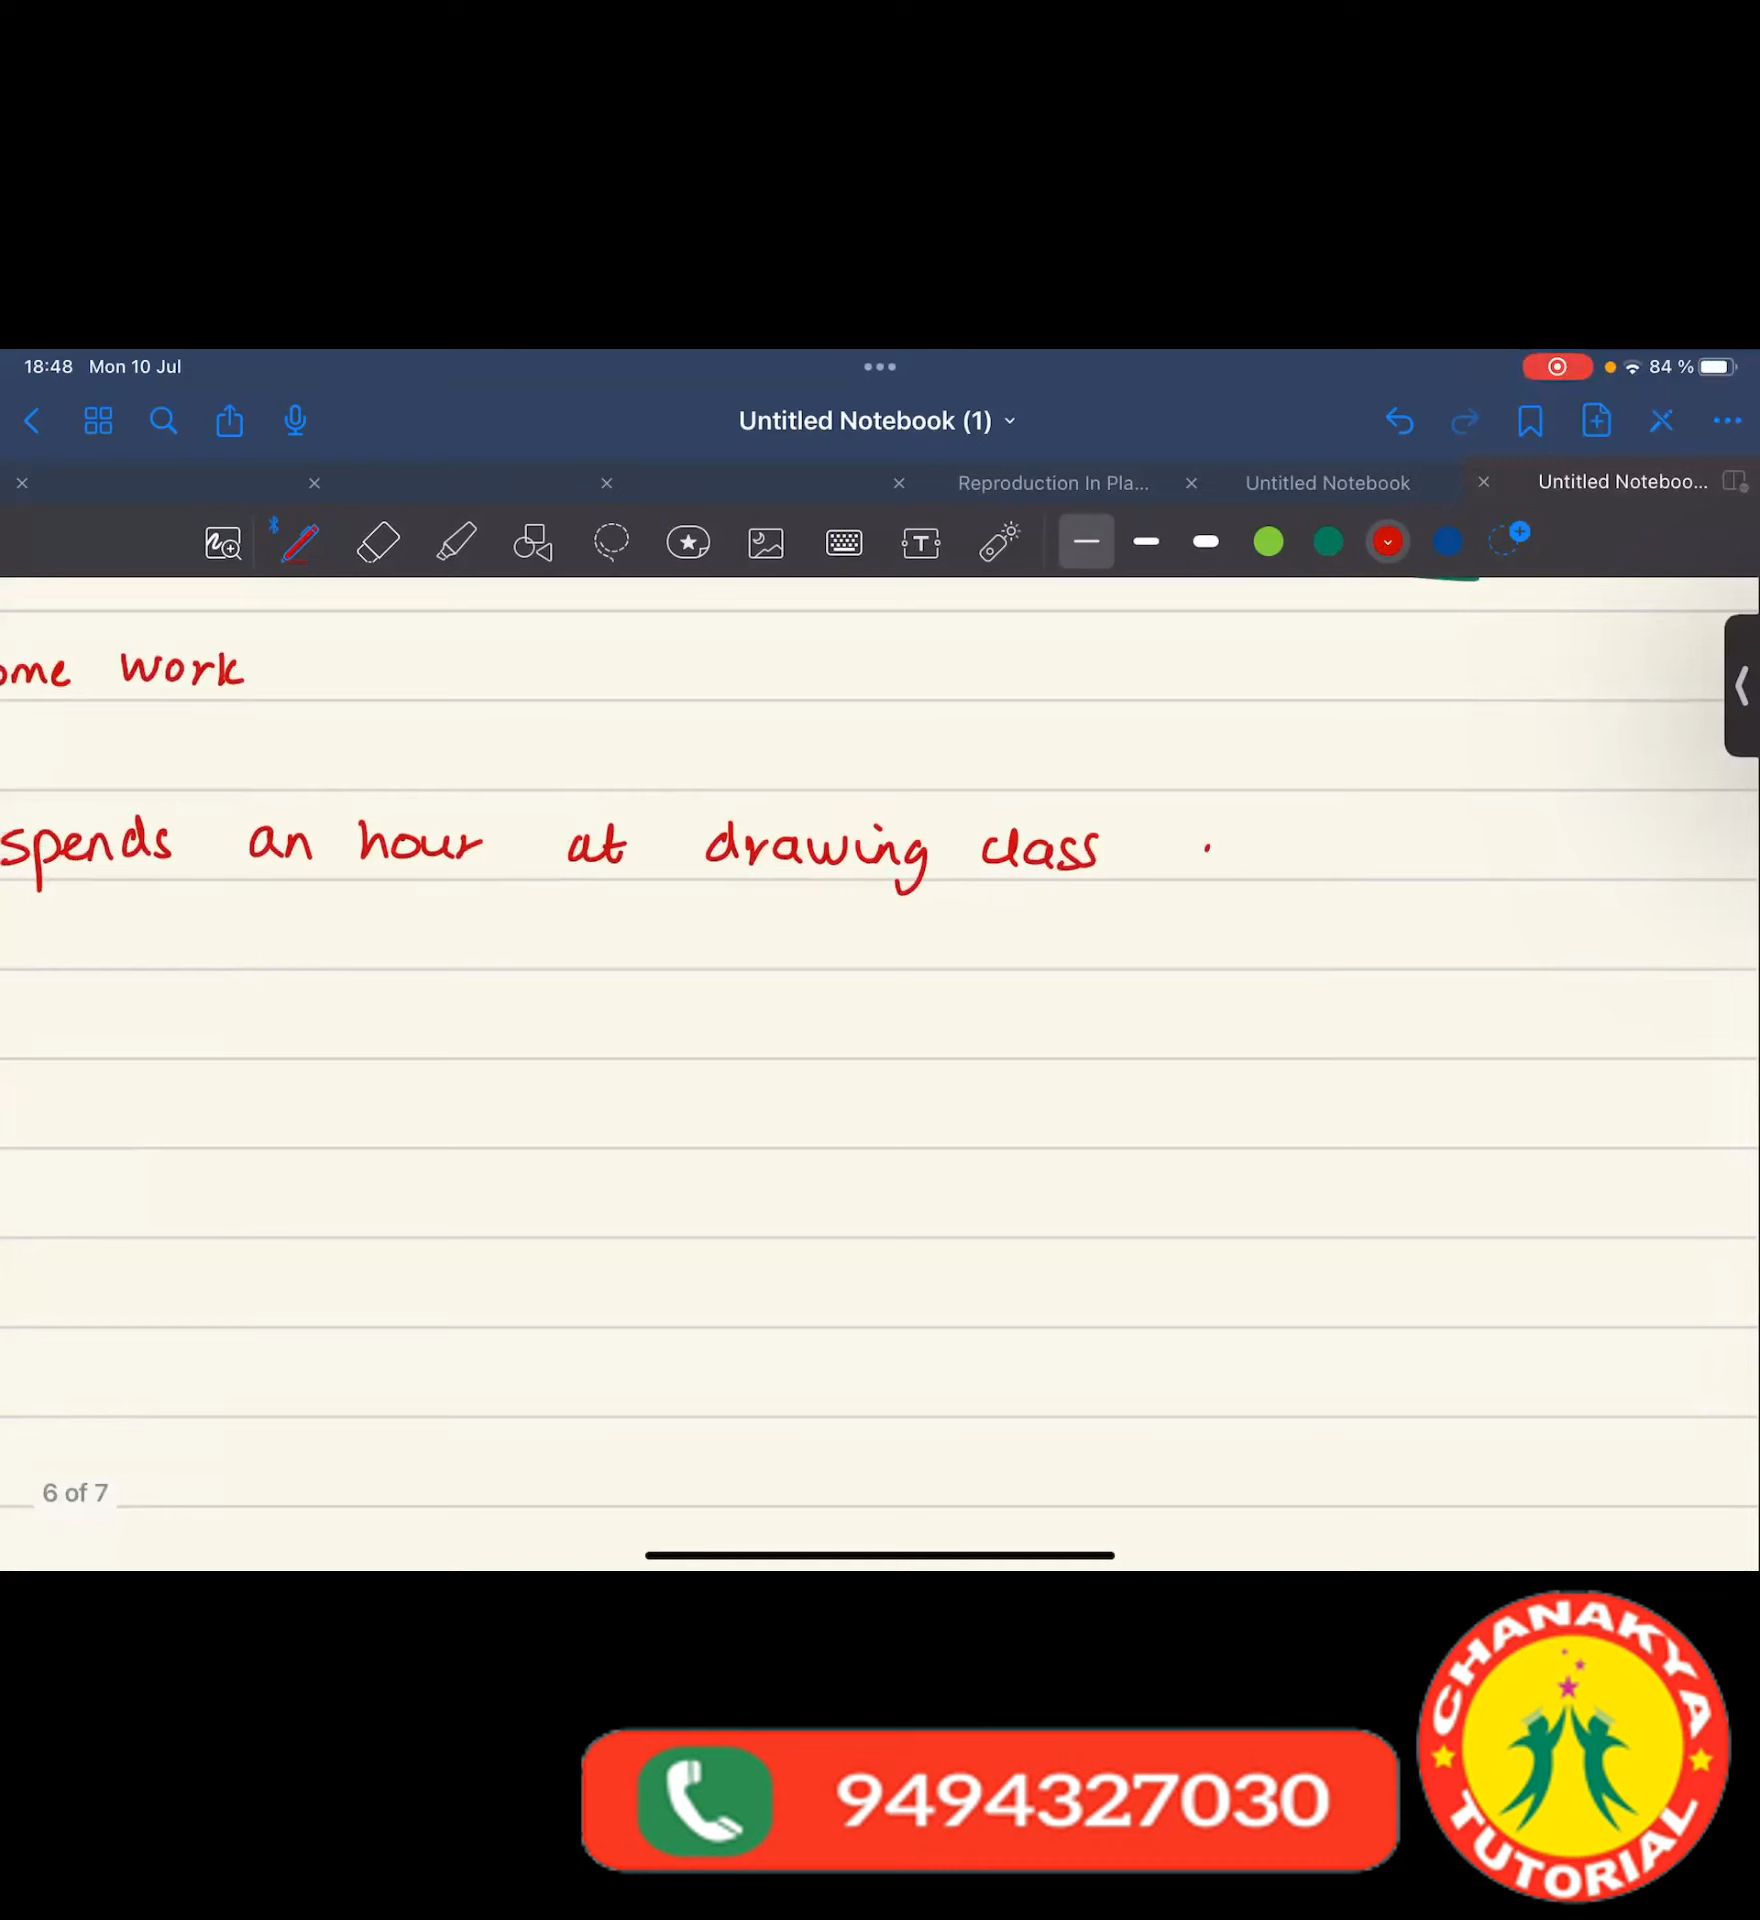 18:48 Mon 10 Jul 84 %
Untitled Notebook (1)
Reproduction In Pla... Untitled Notebook Untitled Noteboo...
T
ome work
spends an hour at drawing class .
6 of 7
9494327030
CHANAKYA
TUTORIAL